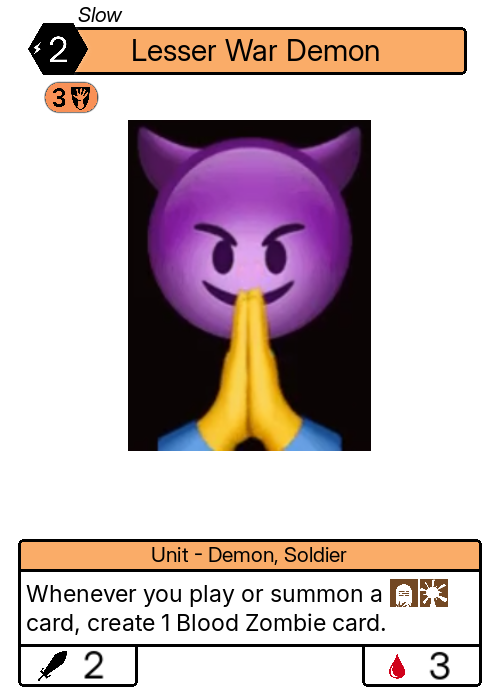 Slow
2
Lesser War Demon
3
Unit - Demon, Soldier
Whenever you play or summon a
card, create 1 Blood Zombie card.
2
3